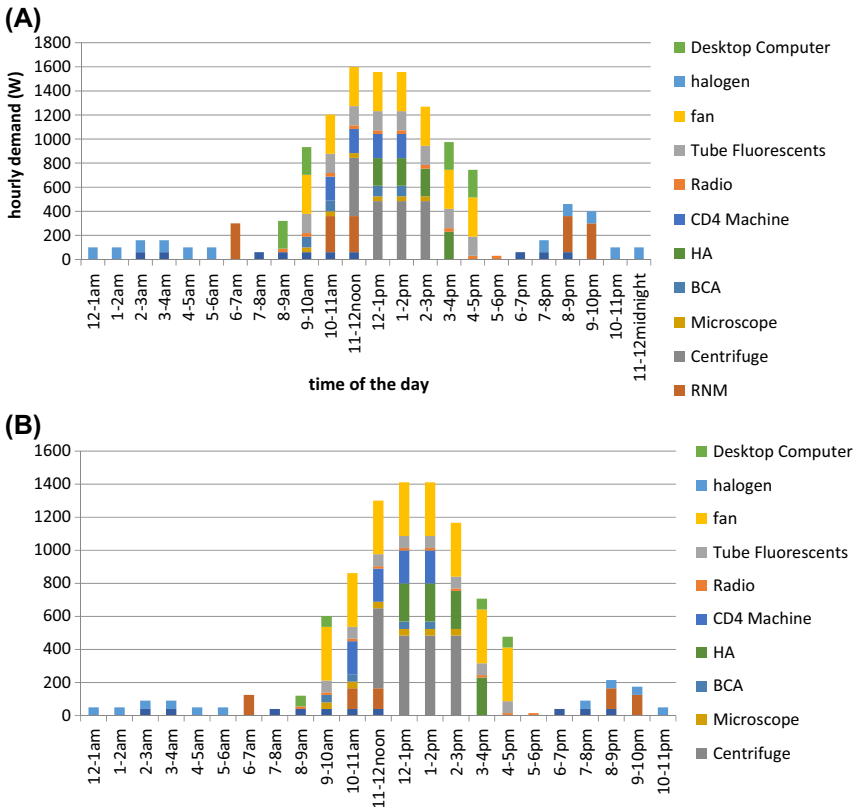 (A)
1800
1600
1400
1200
1000
800
600
400
200
0
hourly demand (W)
12-1am
1-2am
2-3am
3-4am
4-5am
5-6am
6-7am
7-8am
8-9am
9-10am
10-11am
11-12noon
12-1pm
1-2pm
2-3pm
3-4pm
4-5pm
5-6pm
6-7pm
7-8pm
8-9pm
9-10pm
10-11pm
11-12midnight
time of the day
Desktop Computer
halogen
fan
Tube Fluorescents
Radio
CD4 Machine
HA
BCA
Microscope
Centrifuge
RNM
(B)
1600
1400
1200
1000
800
600
400
200
0
12-1am
1-2am
2-3am
3-4am
4-5am
5-6am
6-7am
7-8am
8-9am
9-10am
10-11am
11-12noon
12-1pm
1-2pm
2-3pm
3-4pm
4-5pm
5-6pm
6-7pm
7-8pm
8-9pm
9-10pm
10-11pm
Desktop Computer
halogen
fan
Tube Fluorescents
Radio
CD4 Machine
HA
BCA
Microscope
Centrifuge